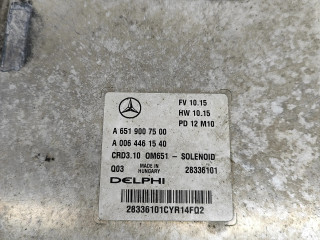 FV 10.15
HW 10.15
PD 12 M10
A 651 900 75 00
A 006 446 15 40
CRD3.10 OM651 - SOLENOID
Q03 MADE IN HUNGARY 28336101
DELPHI
28336101CYR14FQ2